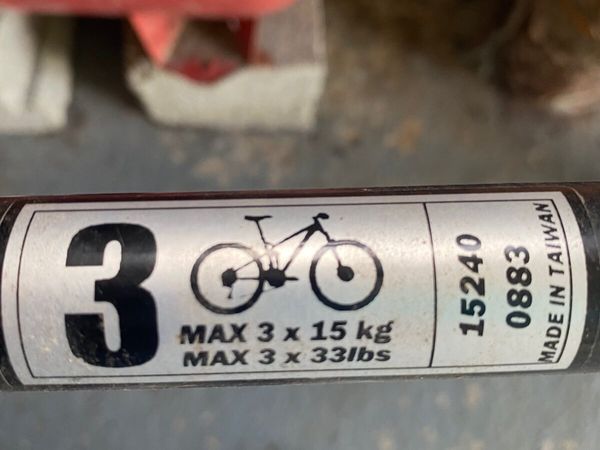 3
MAX 3 x 15 kg
MAX 3 x 33lbs
15240
0883
MADE IN TAIWAN